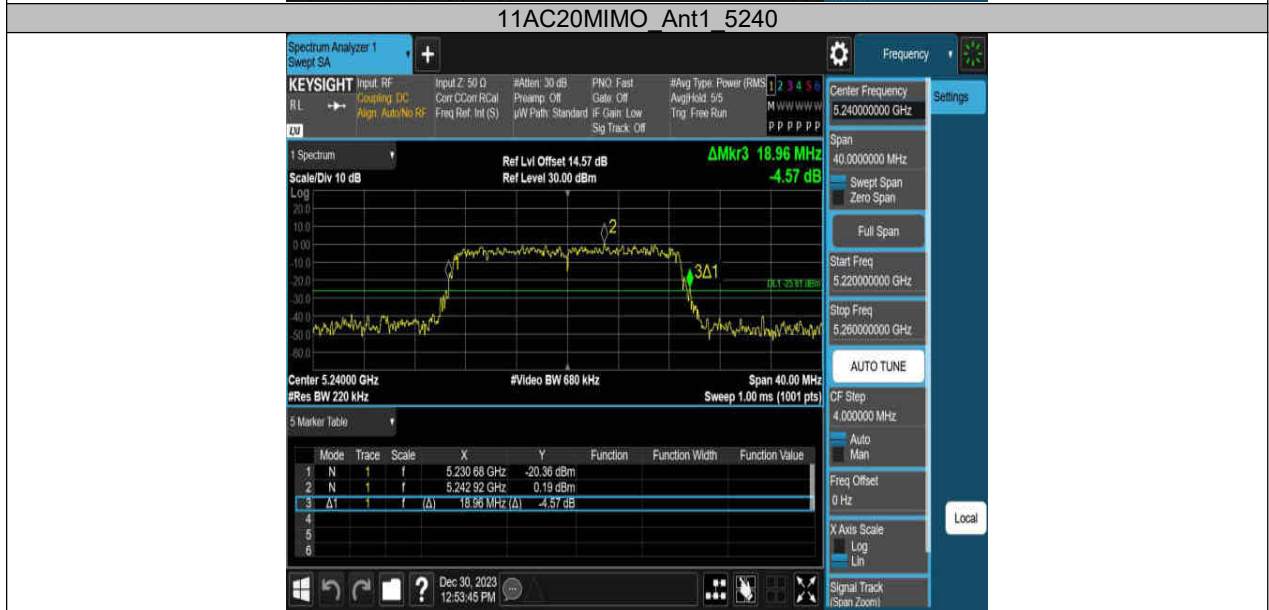 11AC20MIMO_Ant1_5240
Spectrum Analyzer 1
Swept SA
+
Frequency
KEYSIGHT
RL
LXI
Input: RF
Coupling: DC
Align: Auto/No RF
Input Z: 50 Ω
Corr CCorr RCal
Freq Ref: Int (S)
#Atten: 30 dB
Preamp: Off
µW Path: Standard
PNO: Fast
Gate: Off
IF Gain: Low
Sig Track: Off
#Avg Type: Power (RMS
Avg|Hold: 5/5
Trig: Free Run
1 2 3 4 5 6
M W W W W W
P P P P P P
1 Spectrum
Scale/Div 10 dB
Ref Lvl Offset 14.57 dB
Ref Level 30.00 dBm
ΔMkr3 18.96 MHz
-4.57 dB
Log
20.0
10.0
0.00
-10.0
-20.0
-30.0
-40.0
-50.0
-60.0
2
3Δ1
DL1 -25.81 dBm
Center 5.24000 GHz
#Res BW 220 kHz
#Video BW 680 kHz
Span 40.00 MHz
Sweep 1.00 ms (1001 pts)
5 Marker Table
Mode Trace Scale X Y Function Function Width Function Value
1 N 1 f 5.230 68 GHz -20.36 dBm
2 N 1 f 5.242 92 GHz 0.19 dBm
3 Δ1 1 f (Δ) 18.96 MHz (Δ) -4.57 dB
4
5
6
Dec 30, 2023
12:53:45 PM
Center Frequency
5.240000000 GHz
Settings
Span
40.0000000 MHz
Swept Span
Zero Span
Full Span
Start Freq
5.220000000 GHz
Stop Freq
5.260000000 GHz
AUTO TUNE
CF Step
4.000000 MHz
Auto
Man
Freq Offset
0 Hz
X Axis Scale
Log
Lin
Signal Track
(Span Zoom)
Local